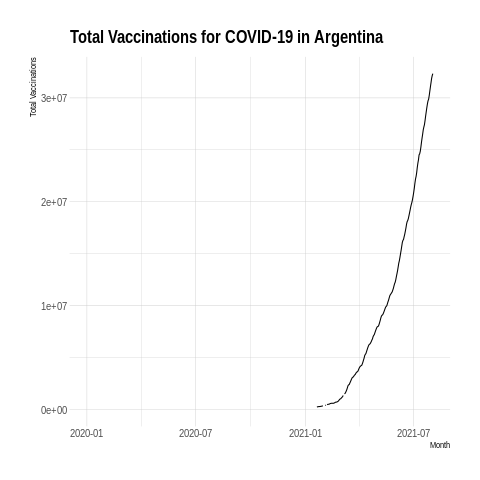 Total Vaccinations for COVID-19 in Argentina
Total Vaccinations
3e+07
2e+07
1e+07
0e+00
2020-01 2020-07 2021-01 2021-07
Month